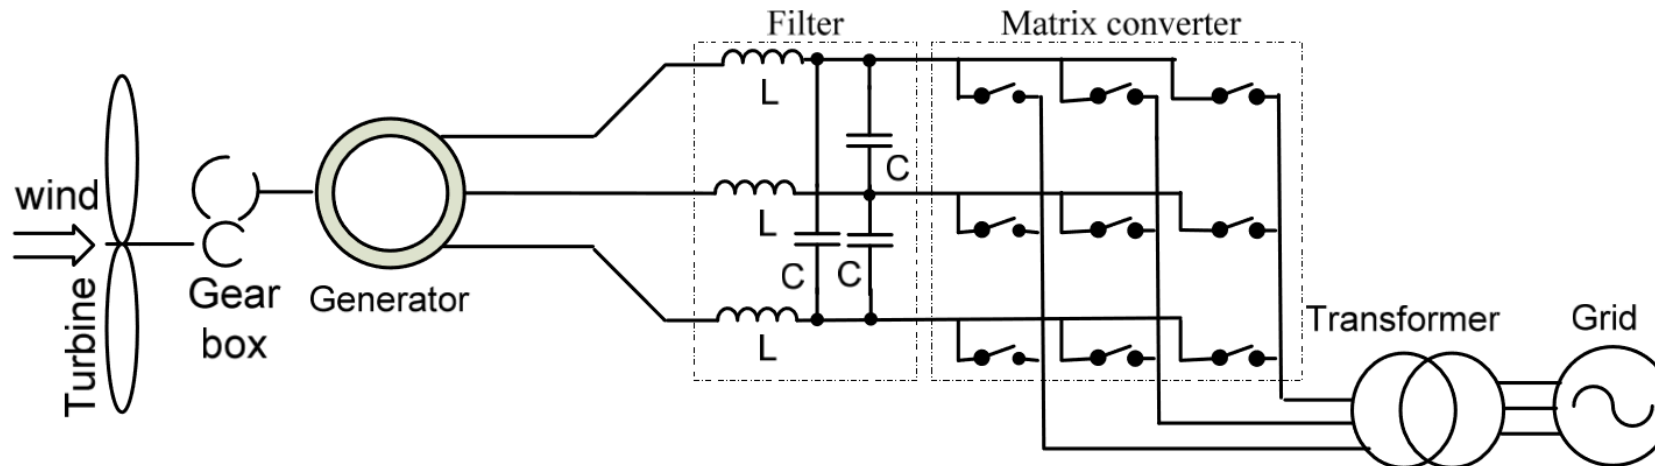 Filter
Matrix converter
L
C
wind
L
C
C
Gear
box
Generator
Turbine
L
Transformer
Grid